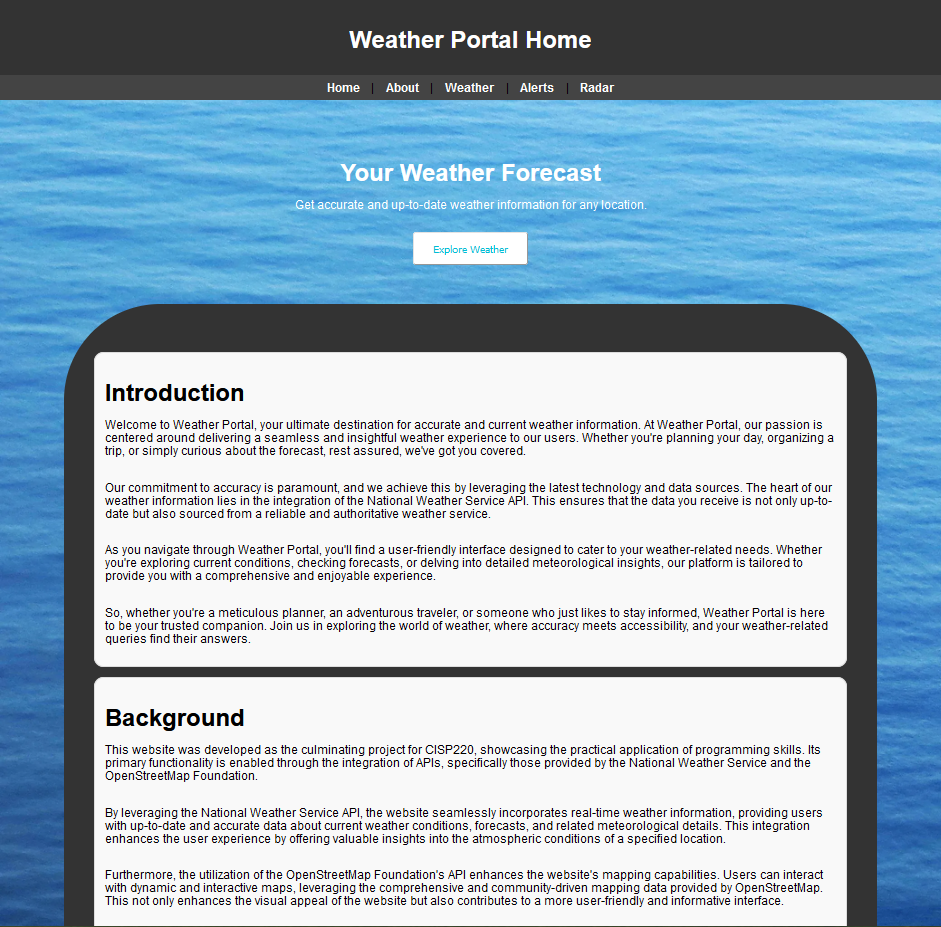 Weather Portal Home
Home | About | Weather | Alerts | Radar
Your Weather Forecast
Get accurate and up-to-date weather information for any location.
Explore Weather
Introduction
Welcome to Weather Portal, your ultimate destination for accurate and current weather information. At Weather Portal, our passion is
centered around delivering a seamless and insightful weather experience to our users. Whether you're planning your day, organizing a
trip, or simply curious about the forecast, rest assured, we've got you covered.
Our commitment to accuracy is paramount, and we achieve this by leveraging the latest technology and data sources. The heart of our
weather information lies in the integration of the National Weather Service API. This ensures that the data you receive is not only up-to-
date but also sourced from a reliable and authoritative weather service.
As you navigate through Weather Portal, you'll find a user-friendly interface designed to cater to your weather-related needs. Whether
you're exploring current conditions, checking forecasts, or delving into detailed meteorological insights, our platform is tailored to
provide you with a comprehensive and enjoyable experience.
So, whether you're a meticulous planner, an adventurous traveler, or someone who just likes to stay informed, Weather Portal is here
to be your trusted companion. Join us in exploring the world of weather, where accuracy meets accessibility, and your weather-related
queries find their answers.
Background
This website was developed as the culminating project for CISP220, showcasing the practical application of programming skills. Its
primary functionality is enabled through the integration of APIs, specifically those provided by the National Weather Service and the
OpenStreetMap Foundation.
By leveraging the National Weather Service API, the website seamlessly incorporates real-time weather information, providing users
with up-to-date and accurate data about current weather conditions, forecasts, and related meteorological details. This integration
enhances the user experience by offering valuable insights into the atmospheric conditions of a specified location.
Furthermore, the utilization of the OpenStreetMap Foundation's API enhances the website's mapping capabilities. Users can interact
with dynamic and interactive maps, leveraging the comprehensive and community-driven mapping data provided by OpenStreetMap.
This not only enhances the visual appeal of the website but also contributes to a more user-friendly and informative interface.